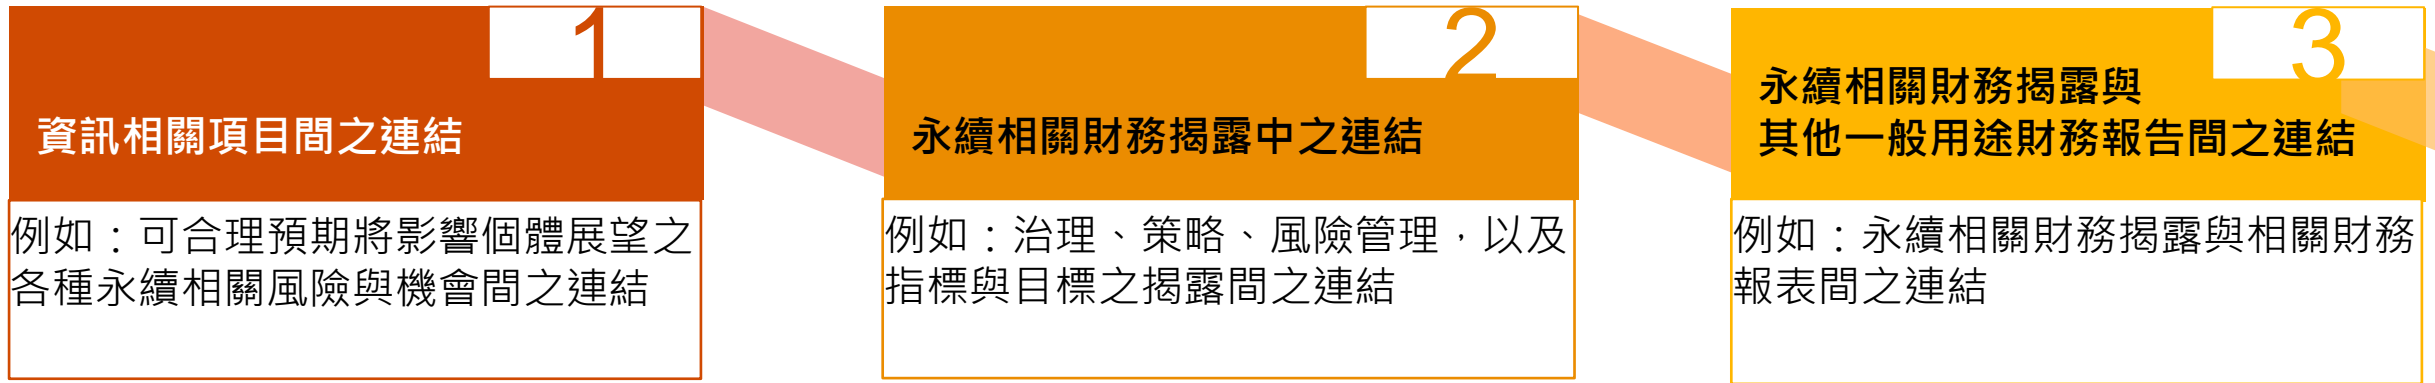 1
資訊相關項目間之連結
例如：可合理預期將影響個體展望之
各種永續相關風險與機會間之連結
2
永續相關財務揭露中之連結
例如：治理、策略、風險管理，以及
指標與目標之揭露間之連結
3
永續相關財務揭露與
其他一般用途財務報告間之連結
例如：永續相關財務揭露與相關財務
報表間之連結